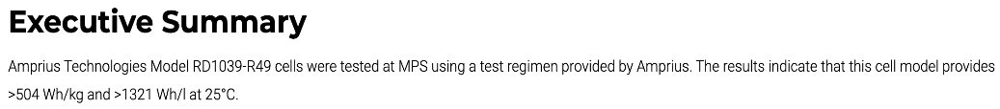 Executive Summary
Amprius Technologies Model RD1039-R49 cells were tested at MPS using a test regimen provided by Amprius. The results indicate that this cell model provides
>504 Wh/kg and >1321 Wh/l at 25°C.